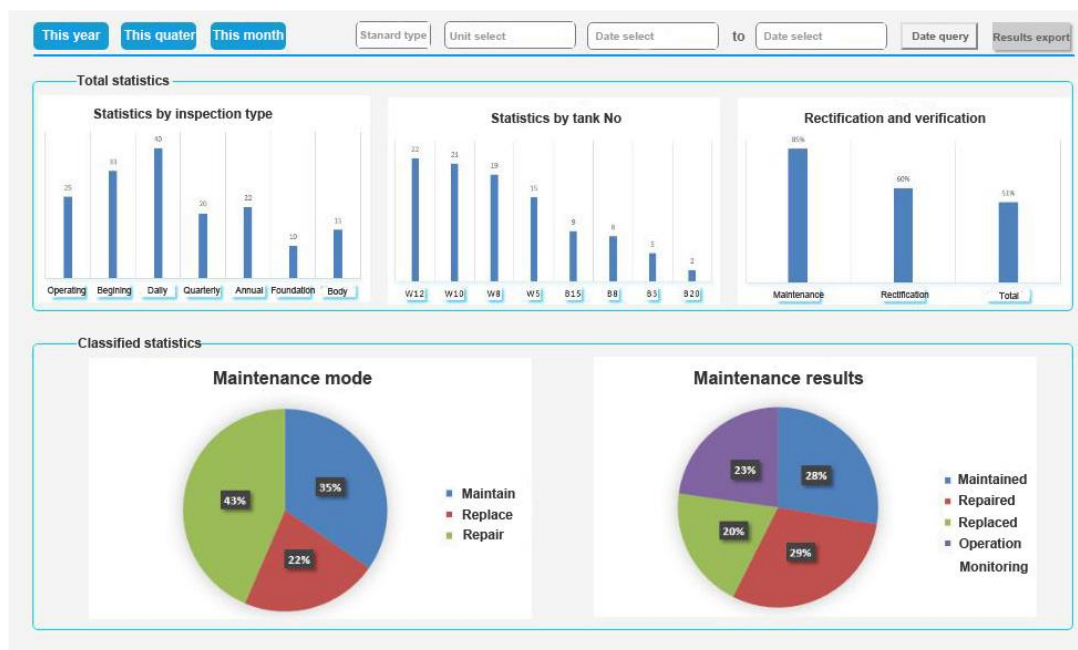 This year
This quater
This month
Stanard type
Unit select
Date select
to
Date select
Date query
Results export
Total statistics
Statistics by inspection type
25
33
40
20
22
10
15
Operating
Begining
Daily
Quarterly
Annual
Foundation
Body
Statistics by tank No
22
21
19
15
9
8
5
2
W12
W10
W8
W5
B15
B8
B5
B20
Rectification and verification
85%
60%
51%
Maintenance
Rectification
Total
Classified statistics
Maintenance mode
35%
43%
22%
Maintain
Replace
Repair
Maintenance results
23%
28%
20%
29%
Maintained
Repaired
Replaced
Operation
Monitoring